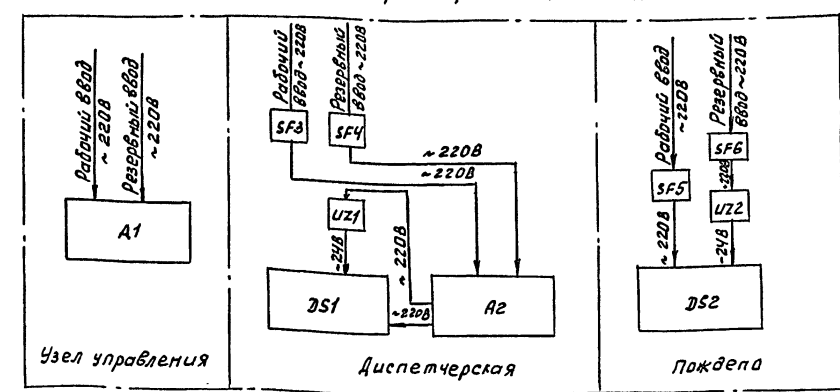 Рабочий ввод
~220В
Резервный ввод
~220В
А1
Узел управления
Рабочий
ввод ~220В
Резервный
ввод ~220В
SF3
SF4
~220В
~220В
UZ1
~24В
~220В
DS1
~220В
А2
Диспетчерская
Рабочий ввод
~220В
Резервный
ввод ~220В
SF5
SF6
~220В
UZ2
~220В
~24В
DS2
Пождепо